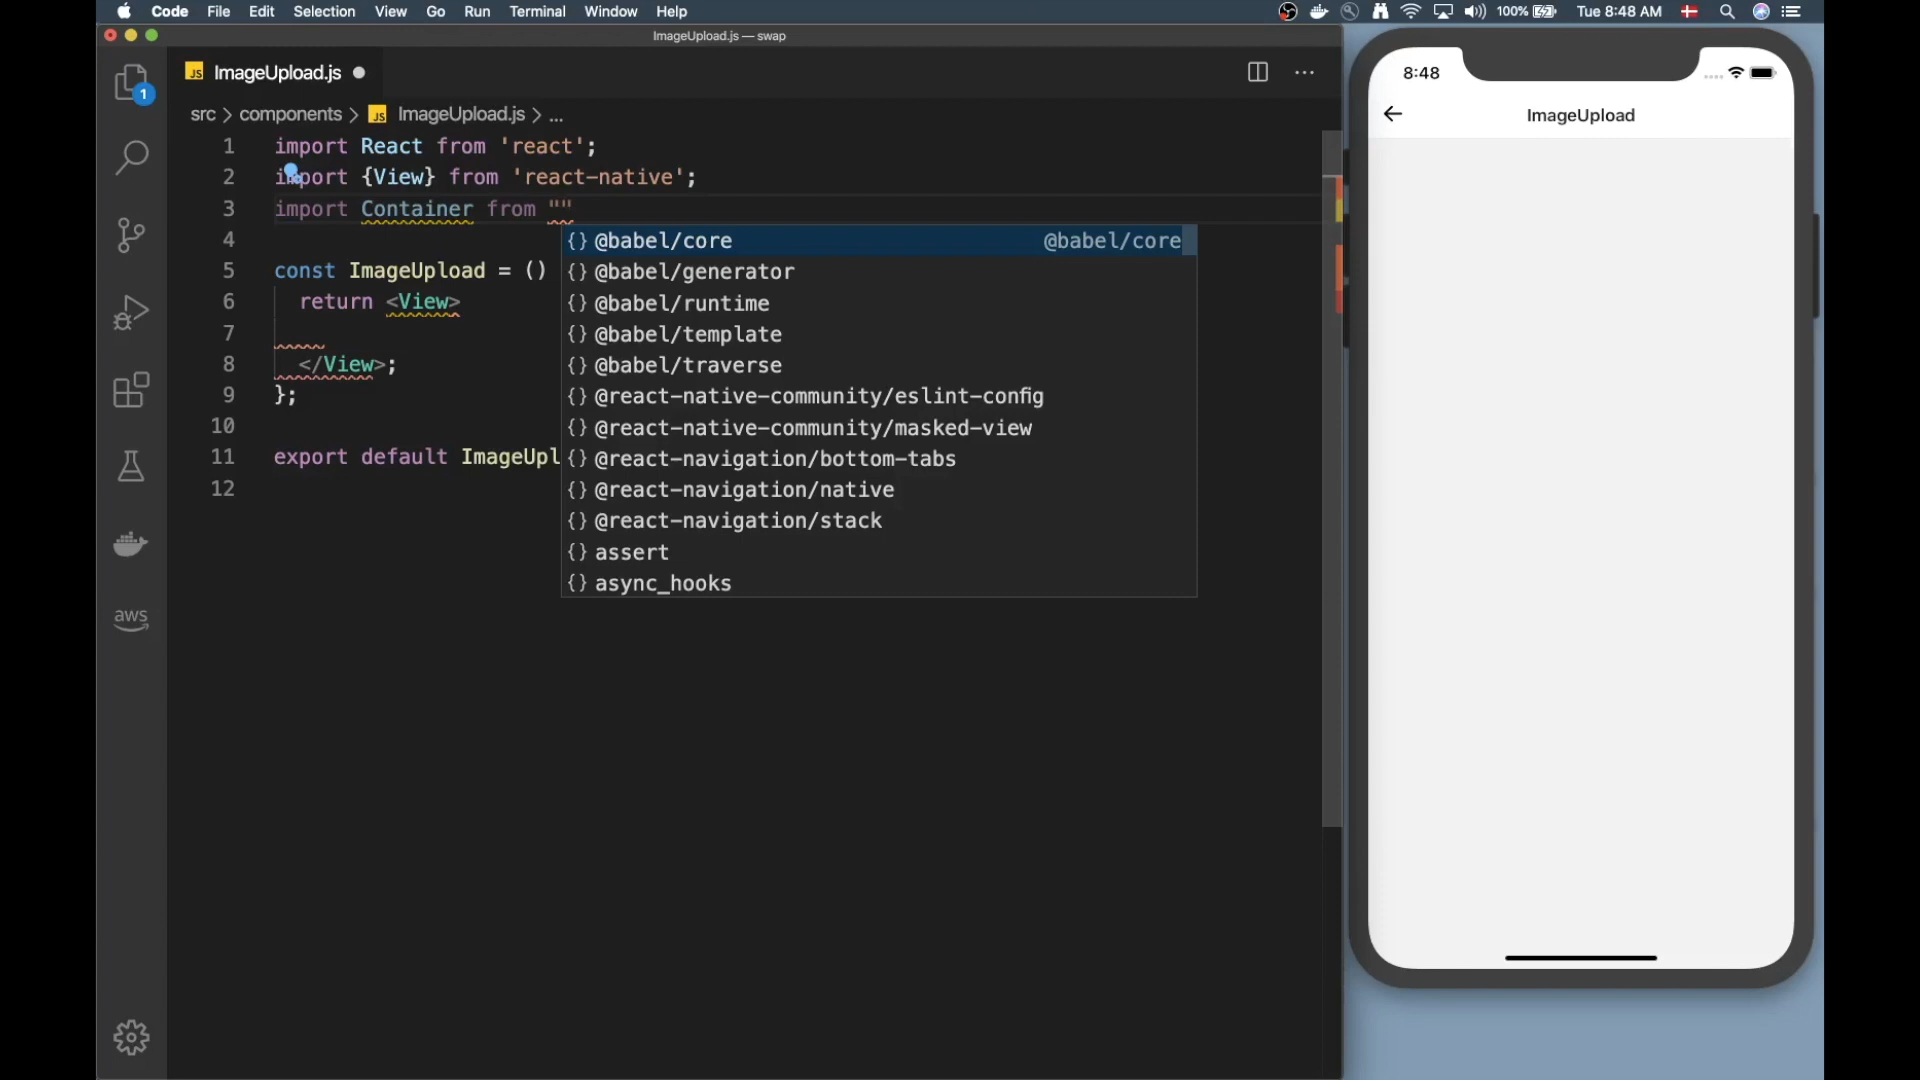 Code File Edit Selection View Go Run Terminal Window Help 100% Tue 8:48 AM
ImageUpload.js — swap
JS ImageUpload.js
src > components > JS ImageUpload.js > ...
1 import React from 'react';
2 import {View} from 'react-native';
3 import Container from ""
4
5 const ImageUpload = ()
6 return <View>
7
8 </View>;
9 };
10
11 export default ImageUpl
12
{} @babel/core @babel/core
{} @babel/generator
{} @babel/runtime
{} @babel/template
{} @babel/traverse
{} @react-native-community/eslint-config
{} @react-native-community/masked-view
{} @react-navigation/bottom-tabs
{} @react-navigation/native
{} @react-navigation/stack
{} assert
{} async_hooks
1
aws
8:48
ImageUpload